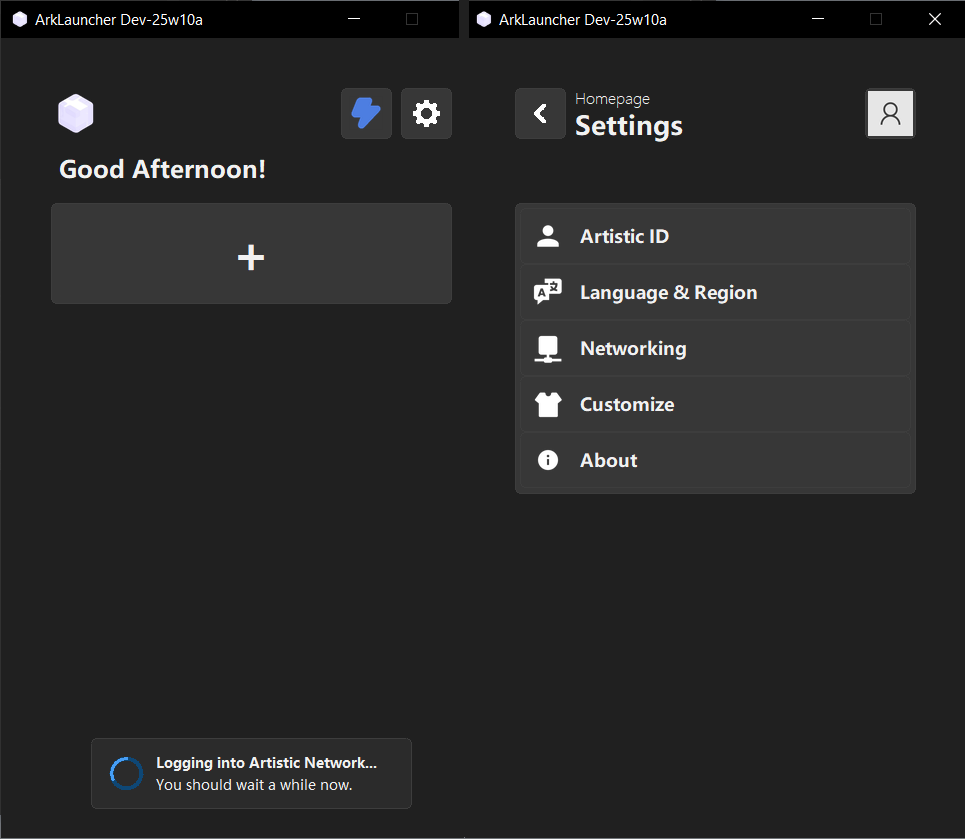 ArkLauncher Dev-25w10a
Good Afternoon!
Logging into Artistic Network...
You should wait a while now.
ArkLauncher Dev-25w10a
Homepage
Settings
Artistic ID
Language & Region
Networking
Customize
About